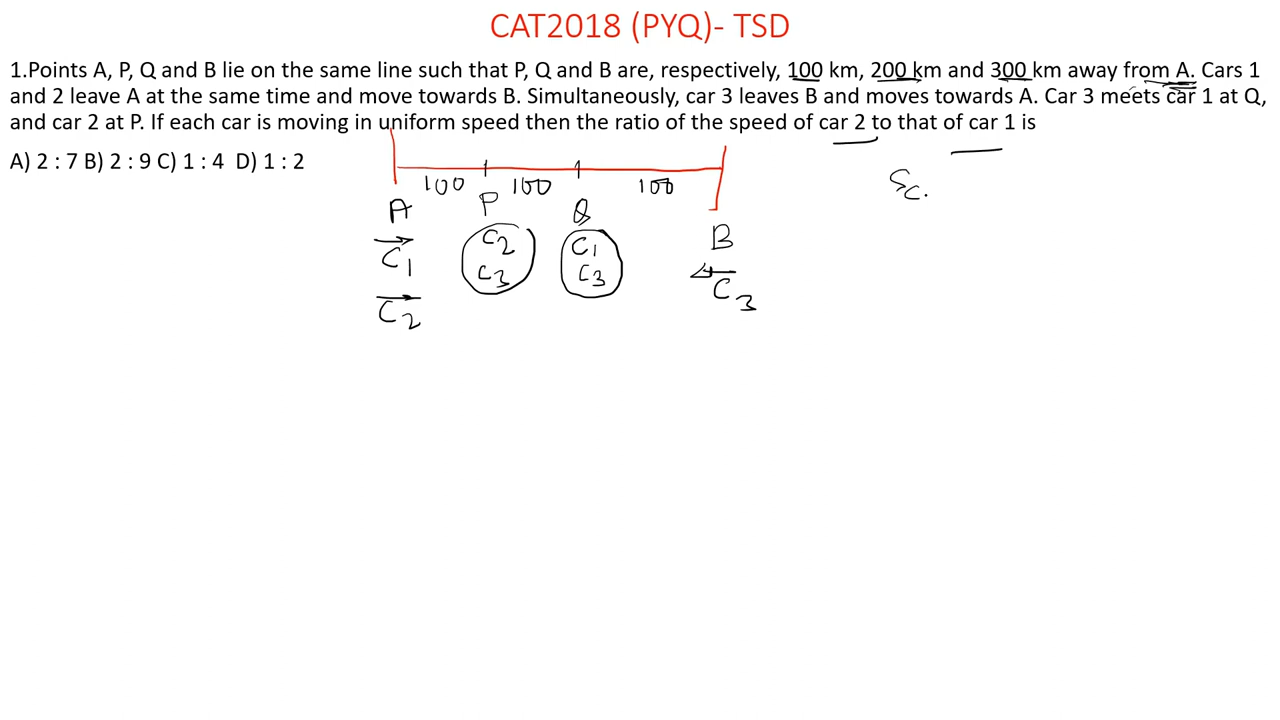 CAT2018 (PYQ)- TSD
1.Points A, P, Q and B lie on the same line such that P, Q and B are, respectively, 100 km, 200 km and 300 km away from A. Cars 1
and 2 leave A at the same time and move towards B. Simultaneously, car 3 leaves B and moves towards A. Car 3 meets car 1 at Q,
and car 2 at P. If each car is moving in uniform speed then the ratio of the speed of car 2 to that of car 1 is
A) 2 : 7 B) 2 : 9 C) 1 : 4 D) 1 : 2
100 100 100
A P Q B
C1 C2 C1 C3
C3 C3
C2